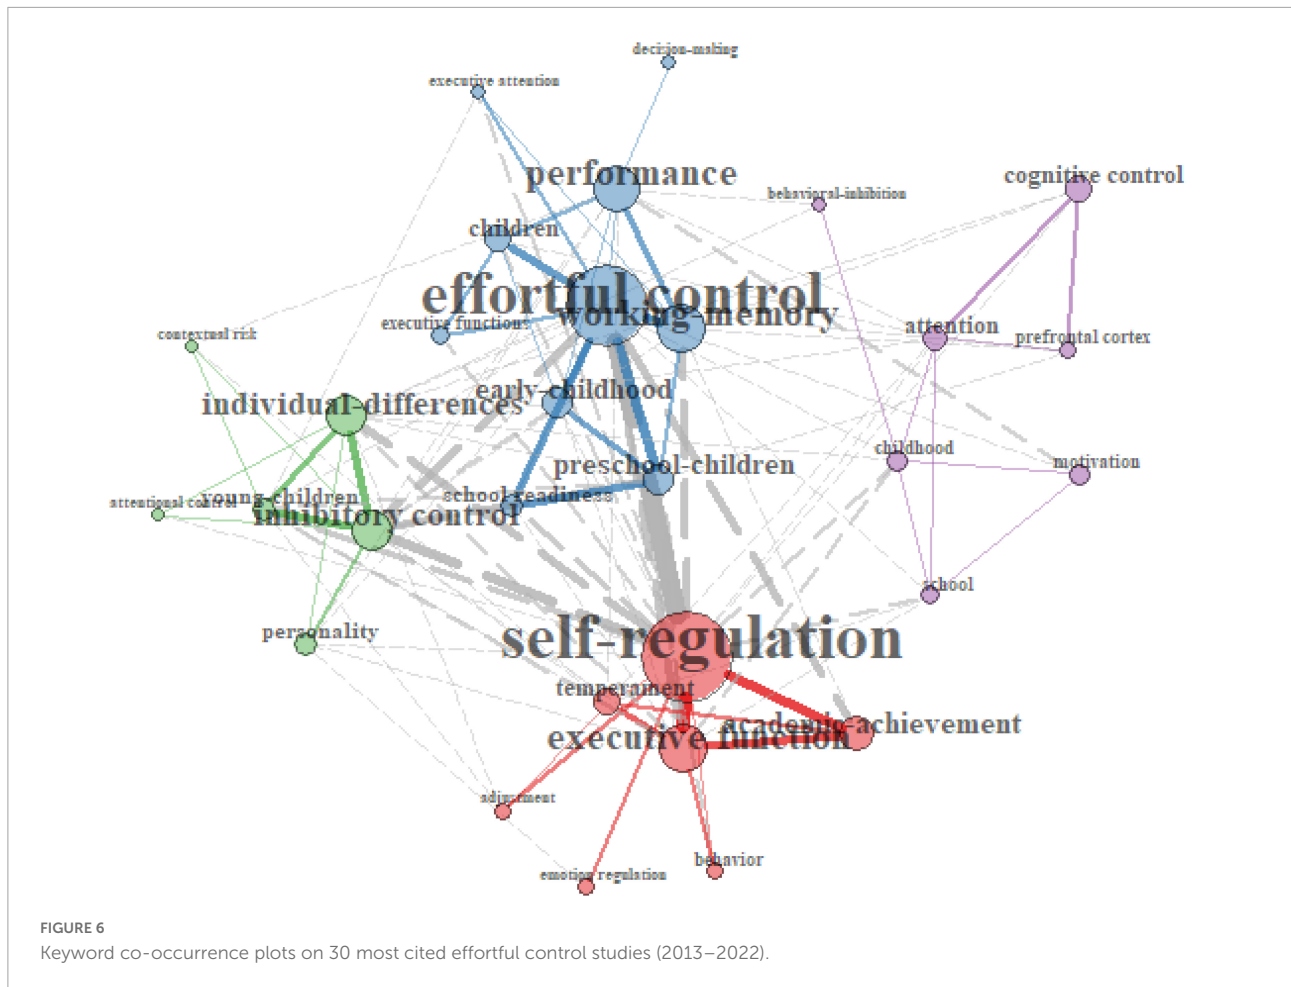 decision-making
executive attention
performance
cognitive control
behavioral-inhibition
children
effortful control
working-memory
executive functions
attention
contextual risk
prefrontal cortex
early-childhood
individual-differences
childhood
preschool-children
motivation
school readiness
young-children
attentional control
inhibitory control
school
personality
self-regulation
temperament
academic-achievement
executive function
adjustment
behavior
emotion regulation
FIGURE 6
Keyword co-occurrence plots on 30 most cited effortful control studies (2013–2022).